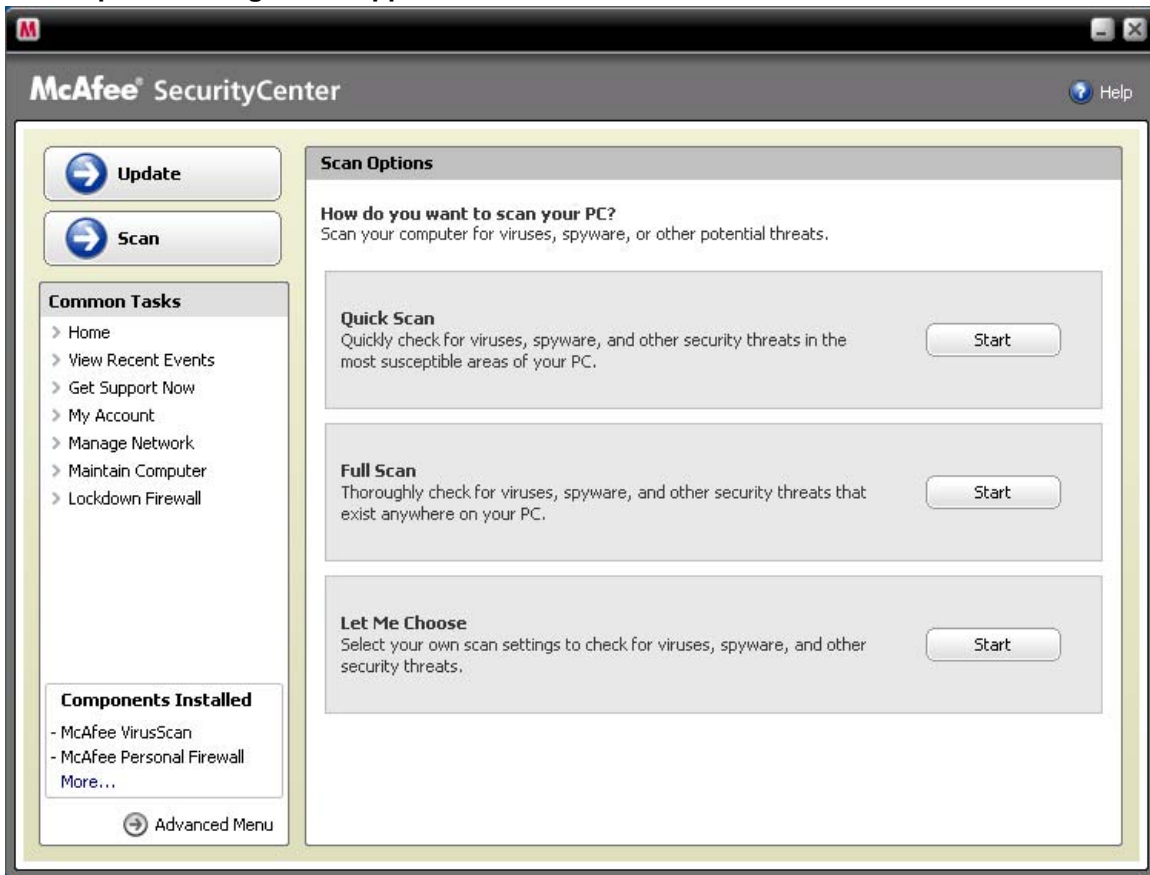 McAfee® SecurityCenter
Help
Update
Scan
Common Tasks
> Home
> View Recent Events
> Get Support Now
> My Account
> Manage Network
> Maintain Computer
> Lockdown Firewall
Components Installed
- McAfee VirusScan
- McAfee Personal Firewall
More...
Advanced Menu
Scan Options
How do you want to scan your PC?
Scan your computer for viruses, spyware, or other potential threats.
Quick Scan
Quickly check for viruses, spyware, and other security threats in the
most susceptible areas of your PC.
Start
Full Scan
Thoroughly check for viruses, spyware, and other security threats that
exist anywhere on your PC.
Start
Let Me Choose
Select your own scan settings to check for viruses, spyware, and other
security threats.
Start